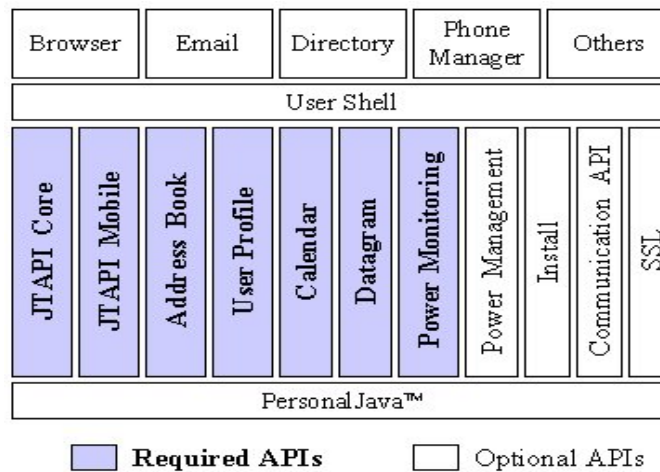 Browser
Email
Directory
Phone
Manager
Others
User Shell
JTAPI Core
JTAPI Mobile
Address Book
User Profile
Calendar
Datagram
Power Monitoring
Power Management
Install
Communication API
SSL
PersonalJava™
Required APIs
Optional APIs